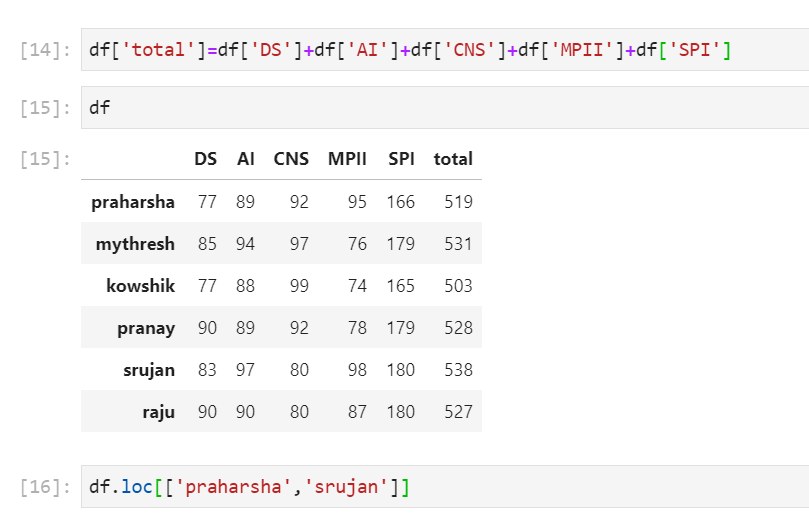 [14]: df['total']=df['DS']+df['AI']+df['CNS']+df['MPII']+df['SPI']
[15]: df
[15]: DS AI CNS MPII SPI total
praharsha 77 89 92 95 166 519
mythresh 85 94 97 76 179 531
kowshik 77 88 99 74 165 503
pranay 90 89 92 78 179 528
srujan 83 97 80 98 180 538
raju 90 90 80 87 180 527
[16]: df.loc[['praharsha','srujan']]